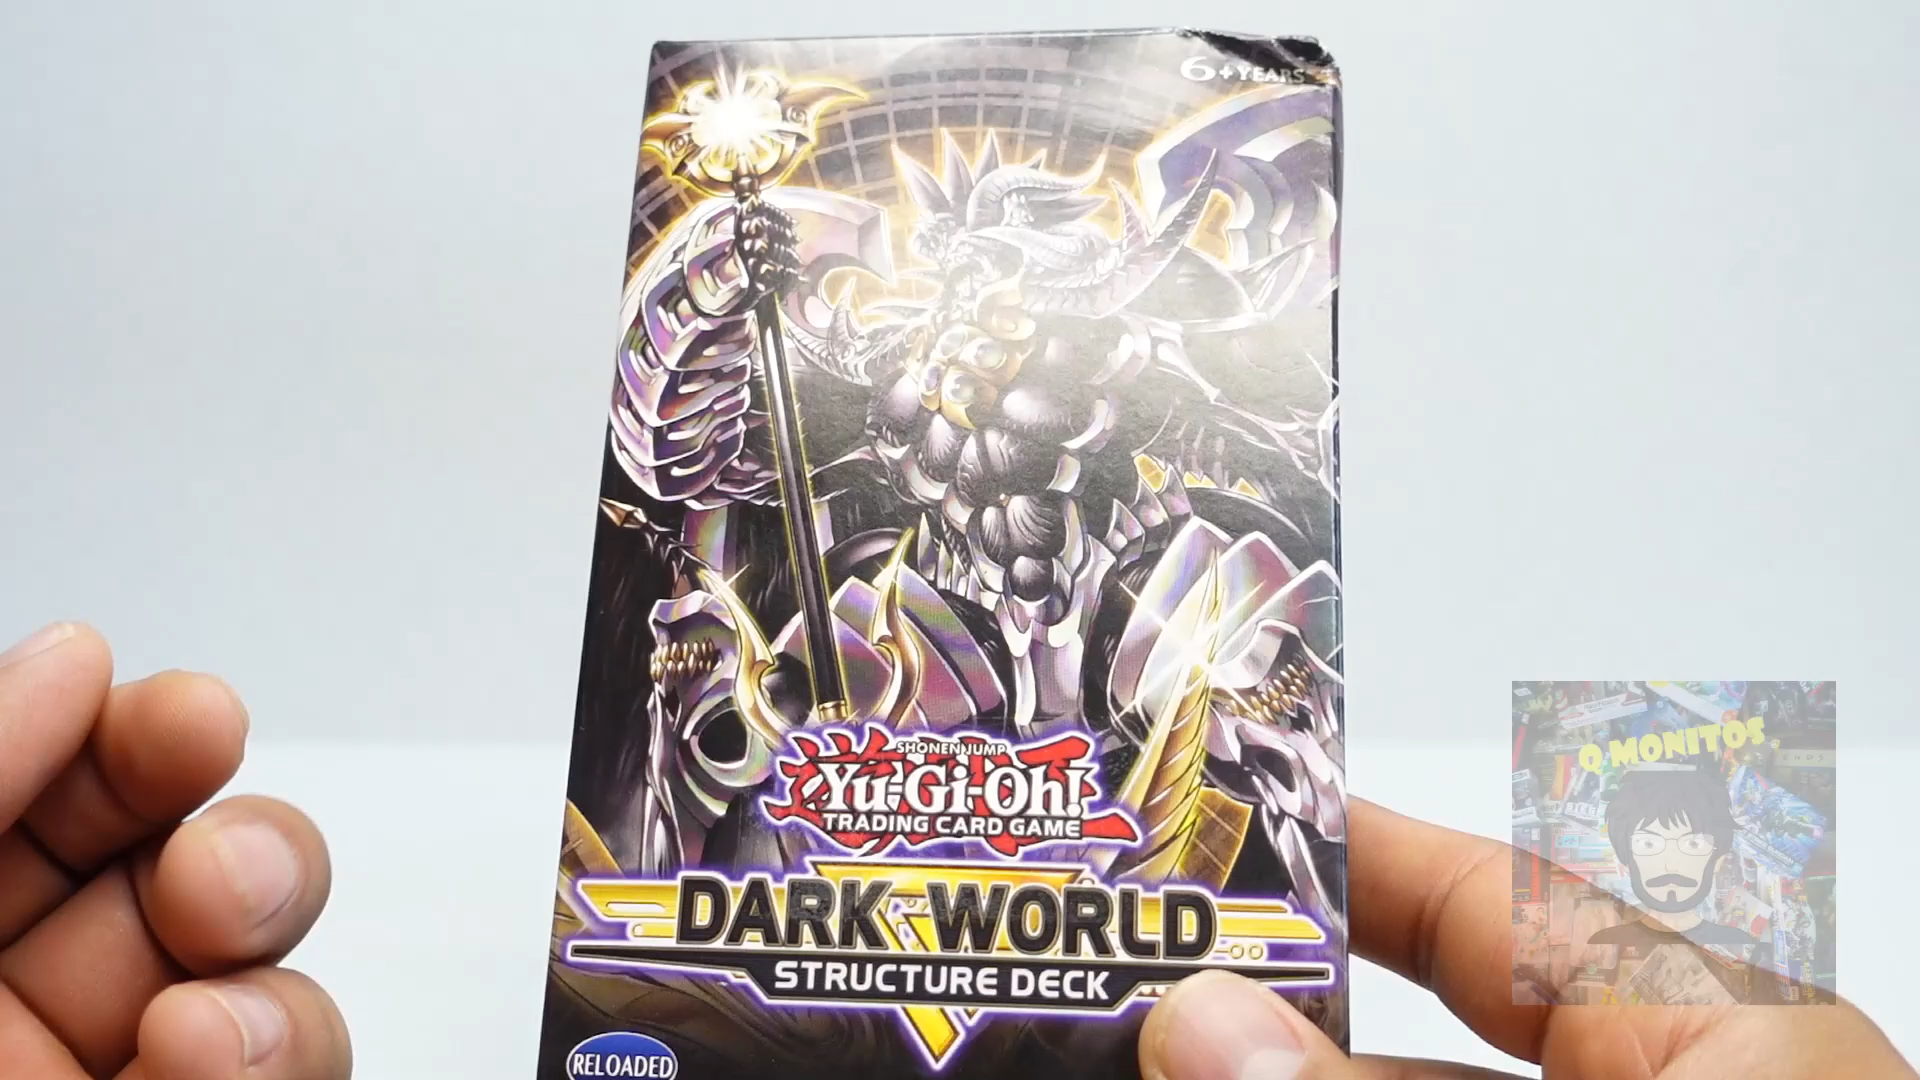 6+YEARS
SHONEN JUMP
Yu-Gi-Oh!
TRADING CARD GAME
DARK WORLD
STRUCTURE DECK
RELOADED
Q MONITOS